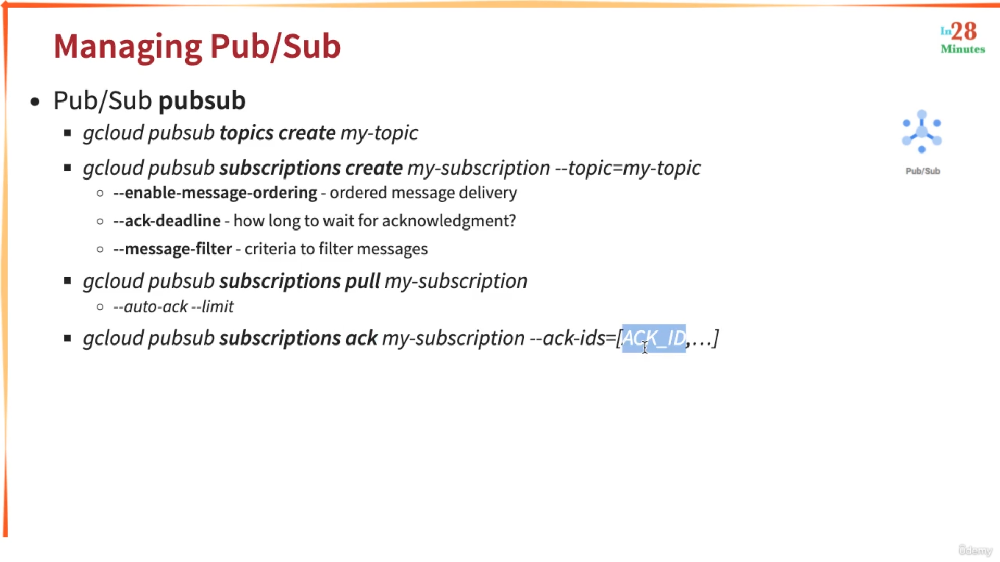 Managing Pub/Sub
In28
Minutes
• Pub/Sub pubsub
▪ gcloud pubsub topics create my-topic
▪ gcloud pubsub subscriptions create my-subscription --topic=my-topic
Pub/Sub
○ --enable-message-ordering - ordered message delivery
○ --ack-deadline - how long to wait for acknowledgment?
○ --message-filter - criteria to filter messages
▪ gcloud pubsub subscriptions pull my-subscription
○ --auto-ack --limit
▪ gcloud pubsub subscriptions ack my-subscription --ack-ids=[ACK_ID,…]
ûdemy